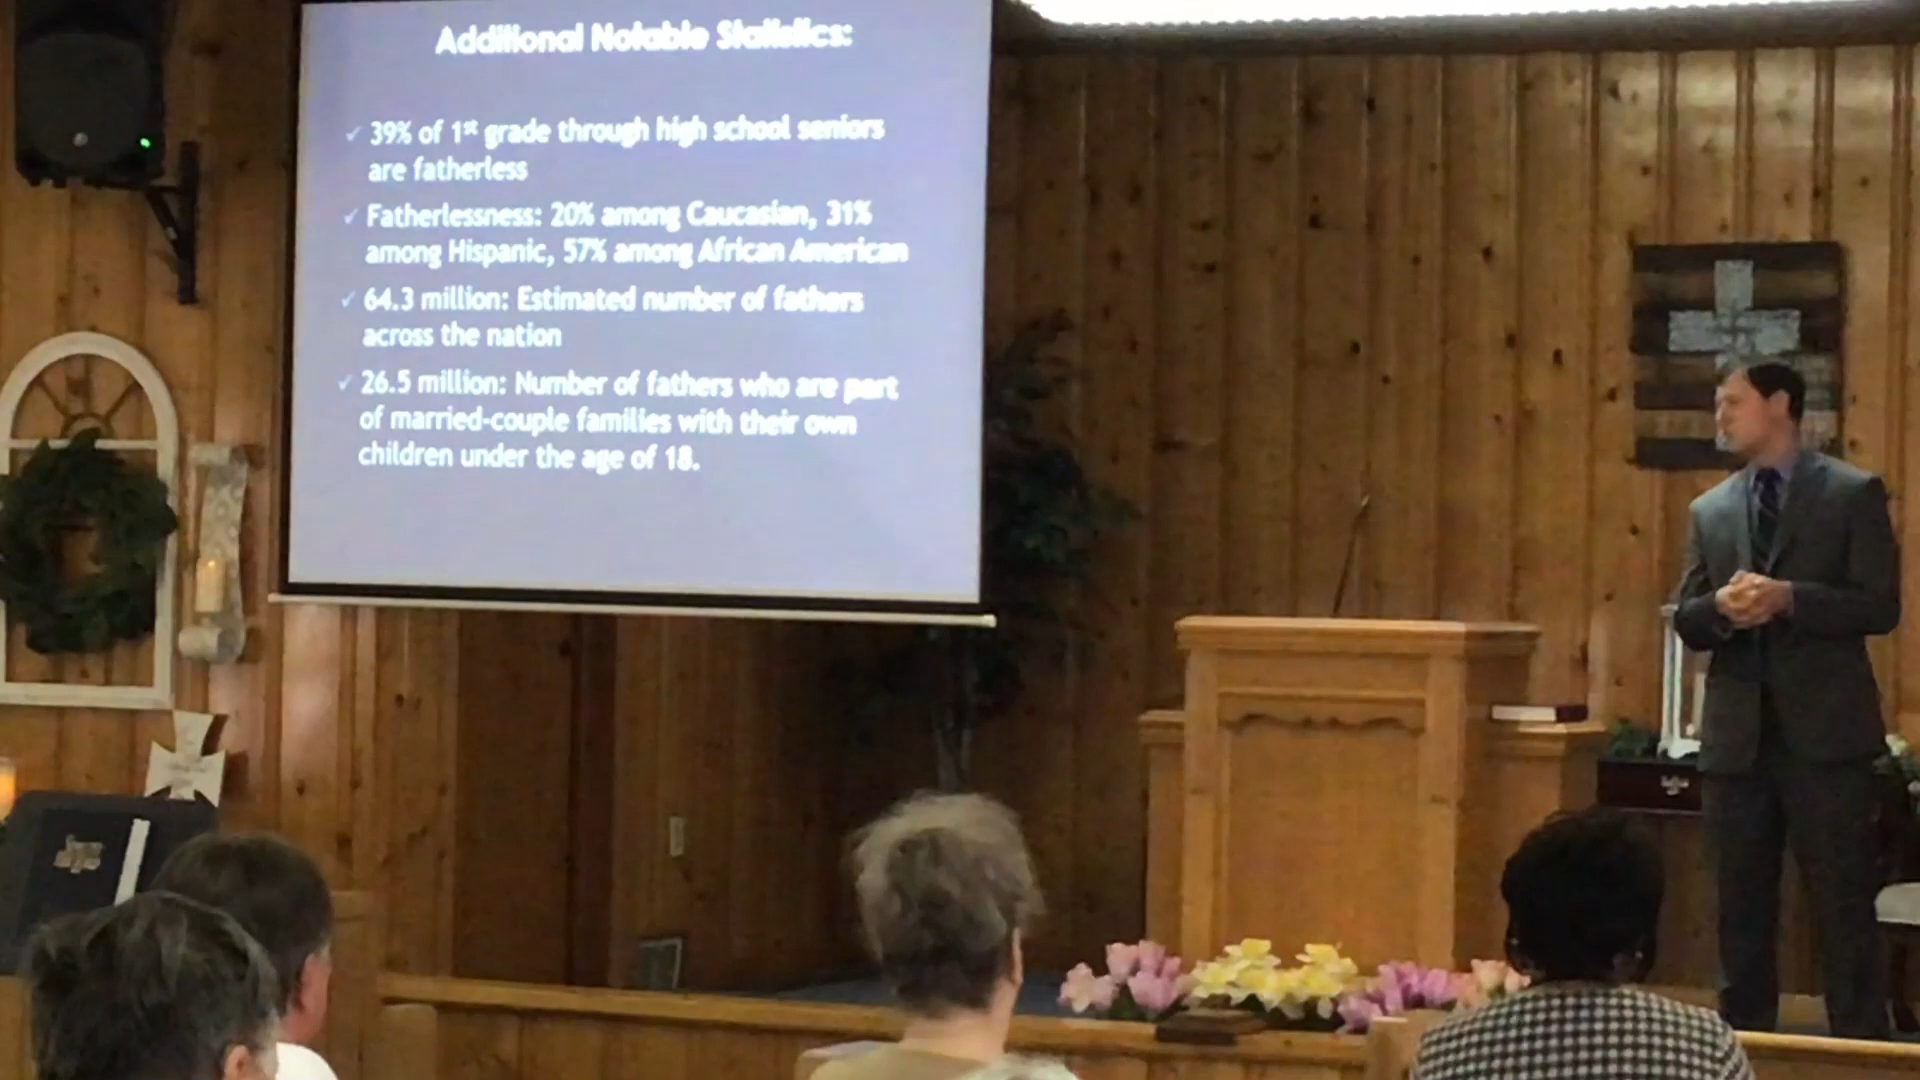 Additional Notable Statistics:
✓ 39% of 1st grade through high school seniors
are fatherless
✓ Fatherlessness: 20% among Caucasian, 31%
among Hispanic, 57% among African American
✓ 64.3 million: Estimated number of fathers
across the nation
✓ 26.5 million: Number of fathers who are part
of married-couple families with their own
children under the age of 18.